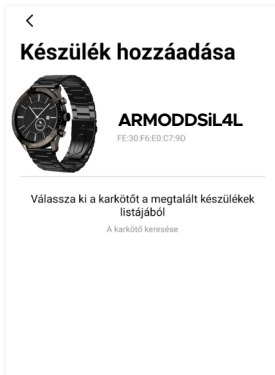 Készülék hozzáadása
ARMODDSiL4L
FE:30:F6:E0:C7:9D
Válassza ki a karkötőt a megtalált készülékek
listájából
A karkötő keresése